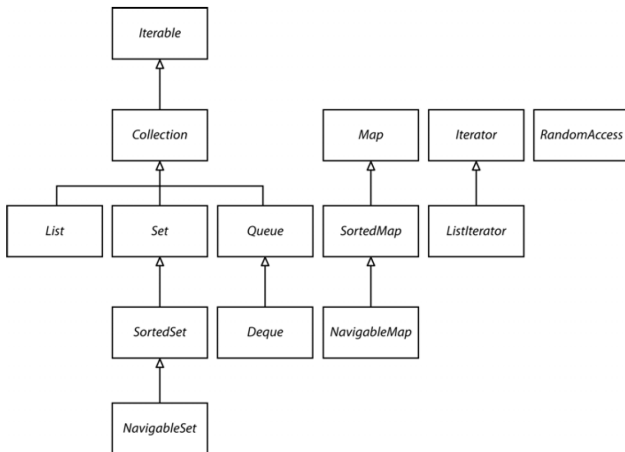 Iterable
Collection
Map
Iterator
RandomAccess
List
Set
Queue
SortedMap
ListIterator
SortedSet
Deque
NavigableMap
NavigableSet